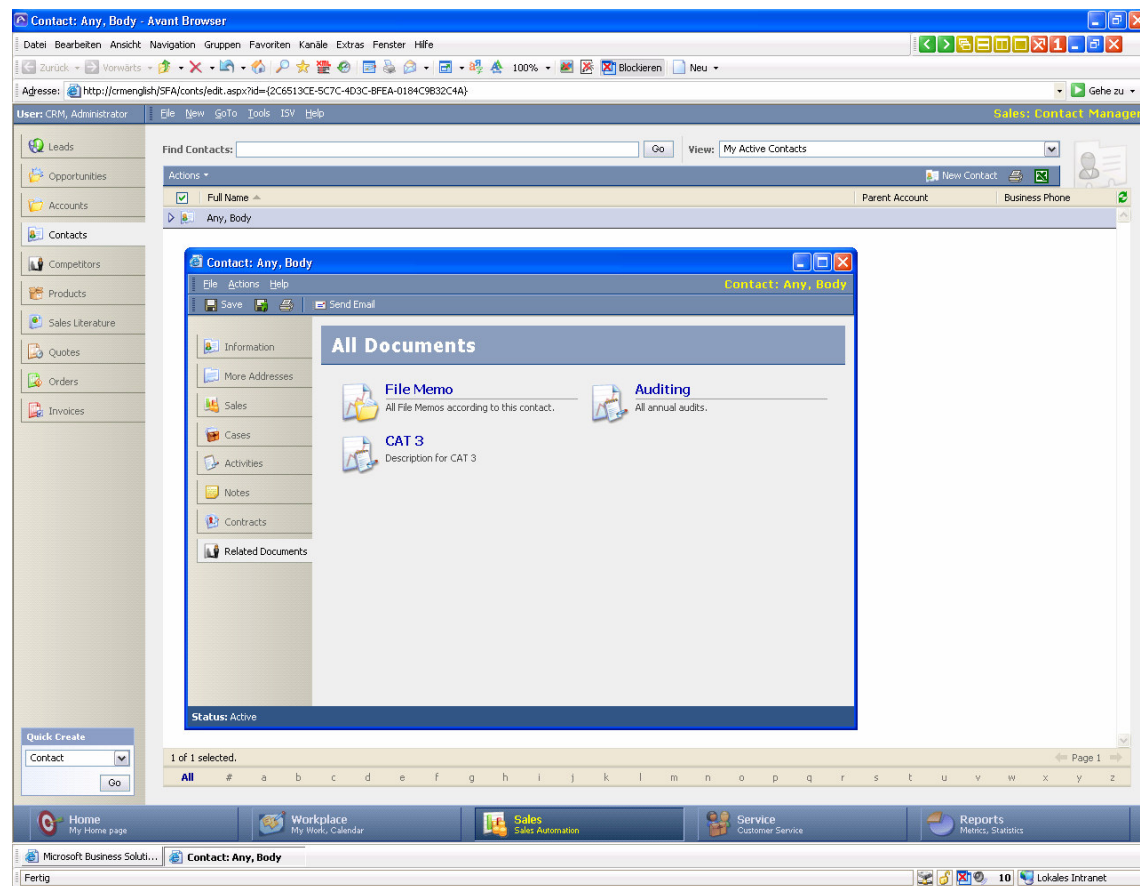 Contact: Any, Body - Avant Browser
Datei Bearbeiten Ansicht Navigation Gruppen Favoriten Kanäle Extras Fenster Hilfe
Zurück Vorwärts 100% Blockieren Neu
Adresse: http://crmenglish/SFA/conts/edit.aspx?id={2C6513CE-5C7C-4D3C-BFEA-0184C9B32C4A} Gehe zu
User: CRM, Administrator File New GoTo Tools ISV Help Sales: Contact Manager
Leads
Opportunities
Accounts
Contacts
Competitors
Products
Sales Literature
Quotes
Orders
Invoices
Find Contacts: Go View: My Active Contacts
Actions New Contact
Full Name Parent Account Business Phone
Any, Body
Contact: Any, Body
File Actions Help Contact: Any, Body
Save Send Email
Information
More Addresses
Sales
Cases
Activities
Notes
Contracts
Related Documents
All Documents
File Memo
All File Memos according to this contact.
Auditing
All annual audits.
CAT 3
Description for CAT 3
Status: Active
Quick Create
Contact
Go
1 of 1 selected. Page 1
All # a b c d e f g h i j k l m n o p q r s t u v w x y z
Home
My Home page
Workplace
My Work, Calendar
Sales
Sales Automation
Service
Customer Service
Reports
Metrics, Statistics
Microsoft Business Soluti... Contact: Any, Body
Fertig 10 Lokales Intranet